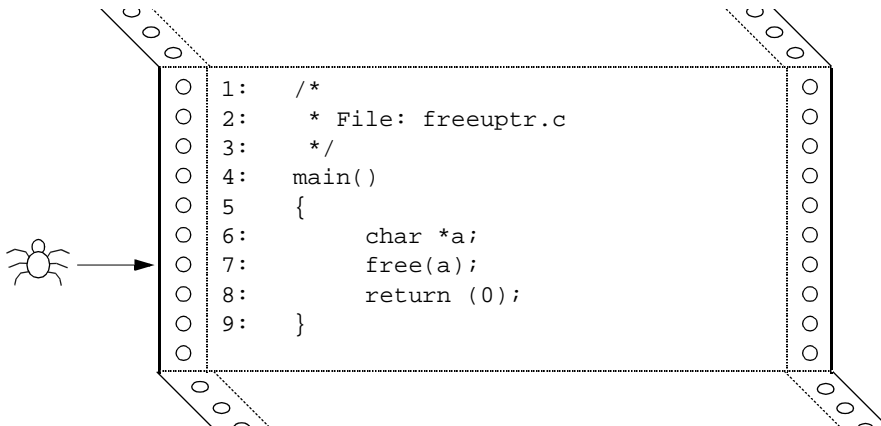 1: /*
2: * File: freeuptr.c
3: */
4: main()
5 {
6: char *a;
7: free(a);
8: return (0);
9: }